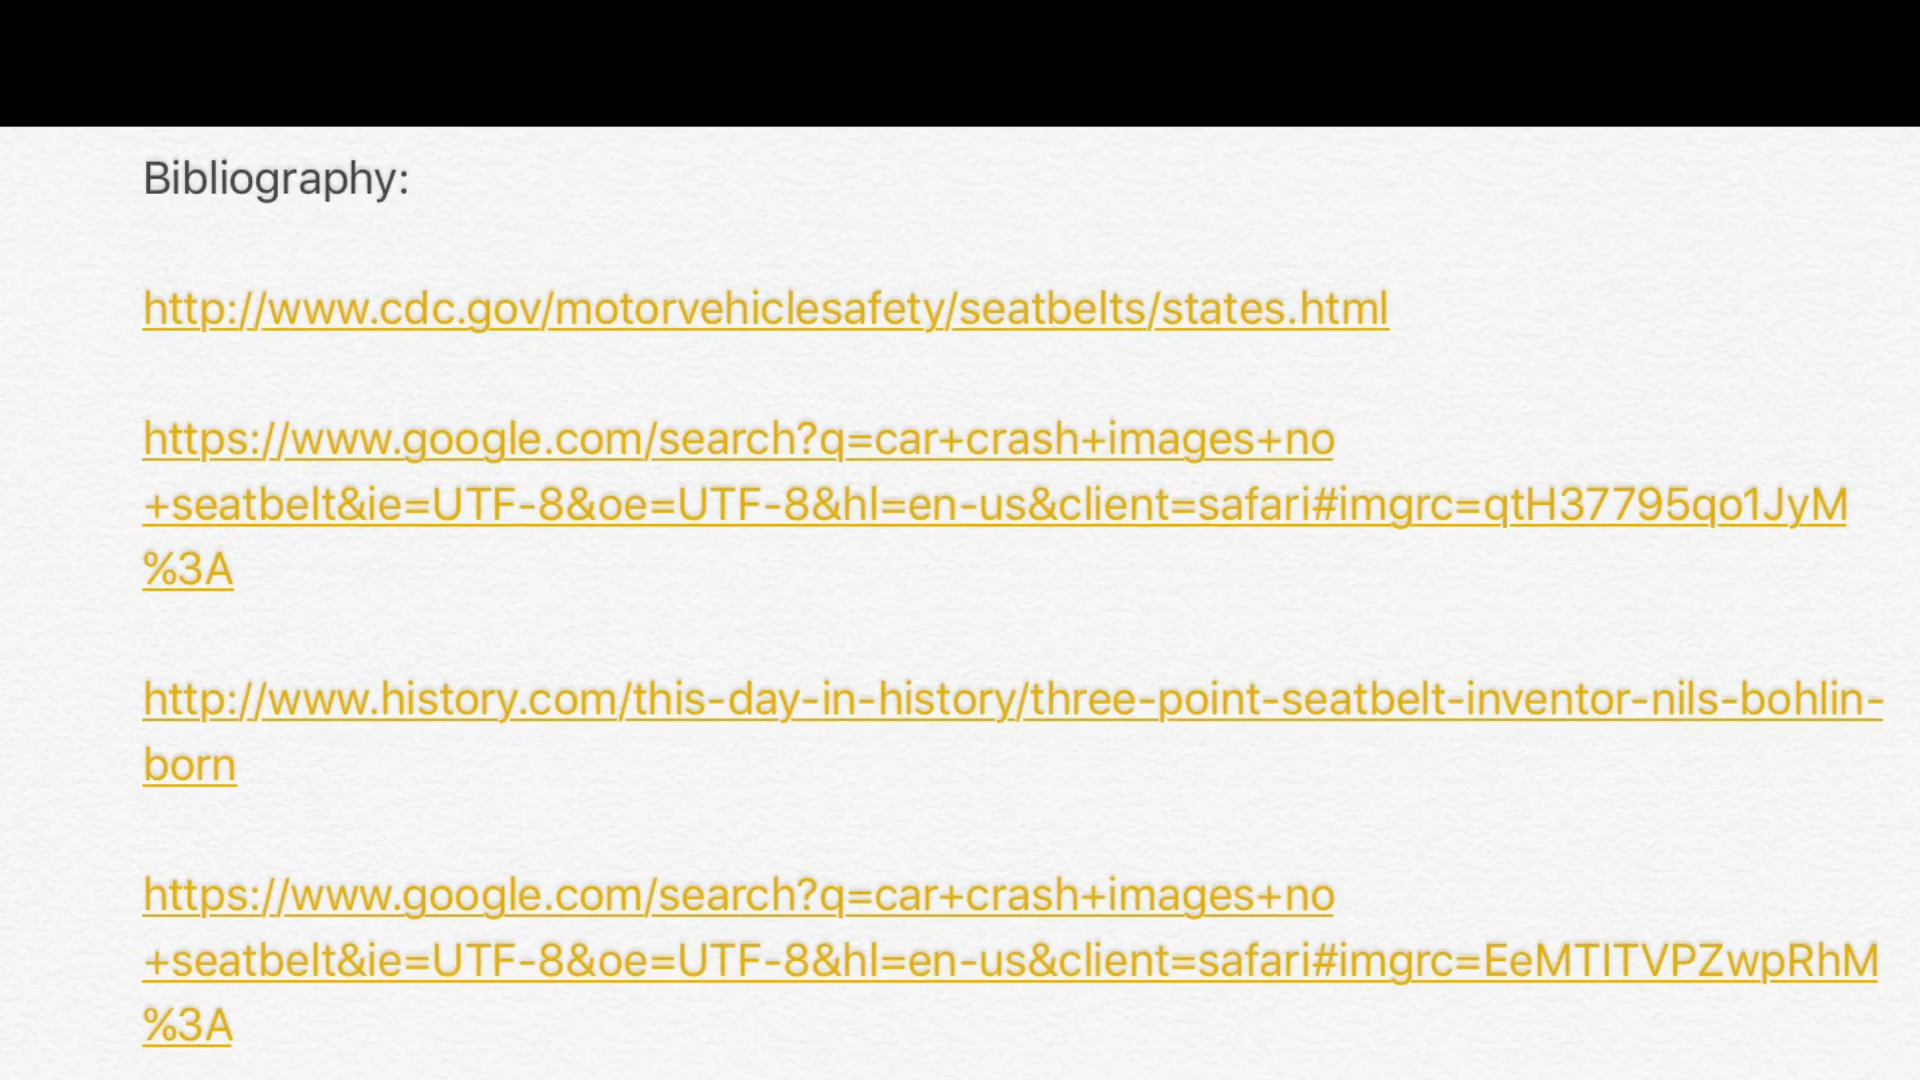 Bibliography:
http://www.cdc.gov/motorvehiclesafety/seatbelts/states.html
https://www.google.com/search?q=car+crash+images+no
+seatbelt&ie=UTF-8&oe=UTF-8&hl=en-us&client=safari#imgrc=qtH37795qo1JyM
%3A
http://www.history.com/this-day-in-history/three-point-seatbelt-inventor-nils-bohlin-
born
https://www.google.com/search?q=car+crash+images+no
+seatbelt&ie=UTF-8&oe=UTF-8&hl=en-us&client=safari#imgrc=EeMTITVPZwpRhM
%3A